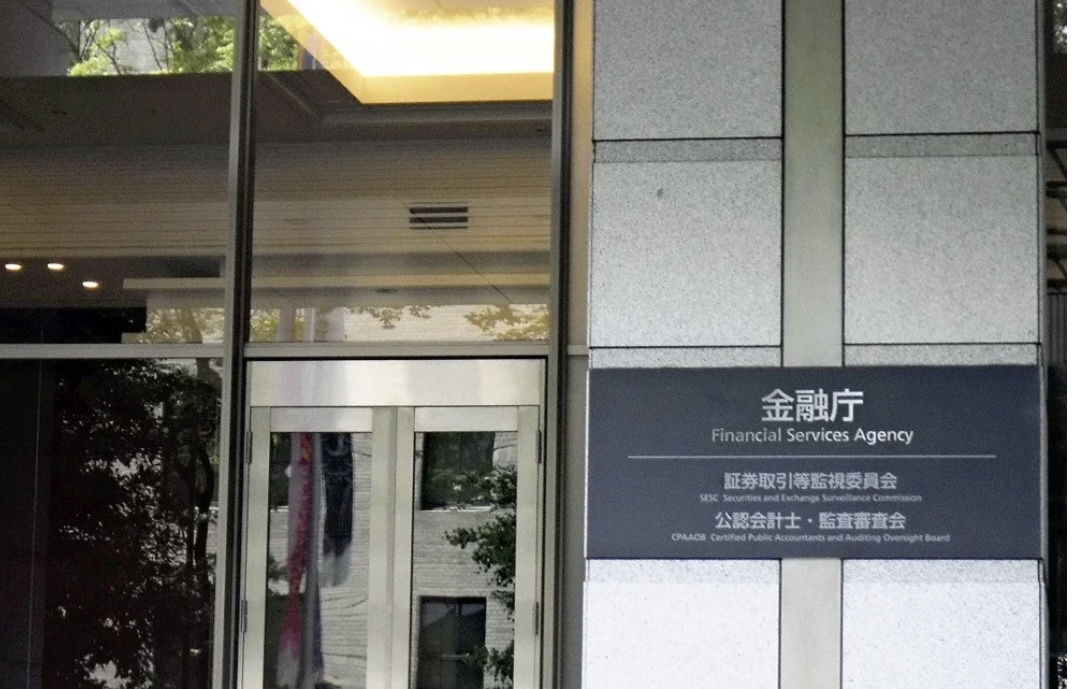 金融庁
Financial Services Agency
証券取引等監視委員会
SESC Securities and Exchange Surveillance Commission
公認会計士・監査審査会
CPAAOB Certified Public Accountants and Auditing Oversight Board